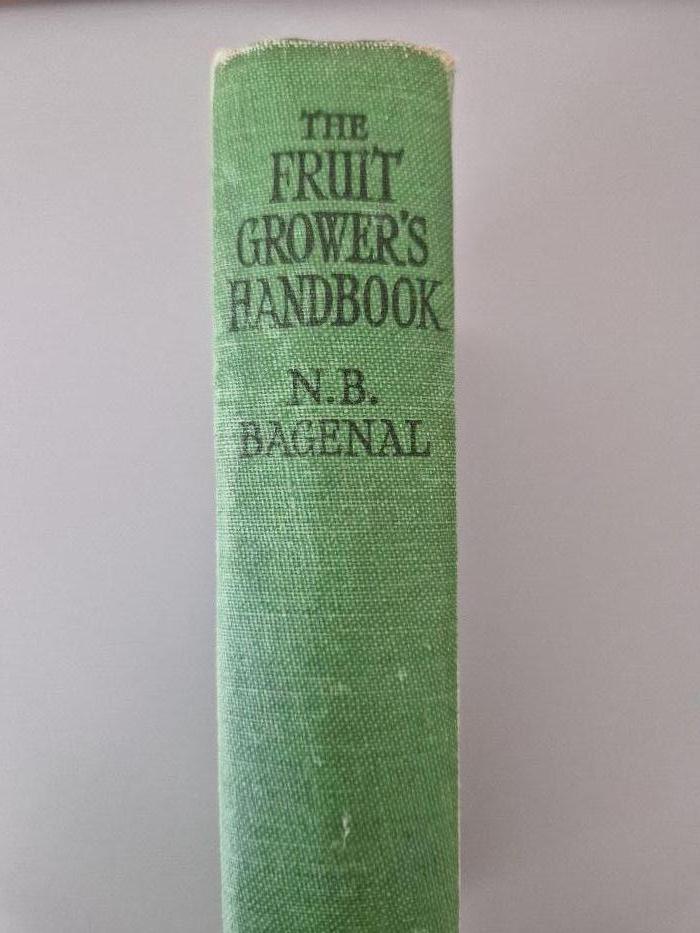 THE
FRUIT
GROWER'S
HANDBOOK
N.B.
BAGENAL